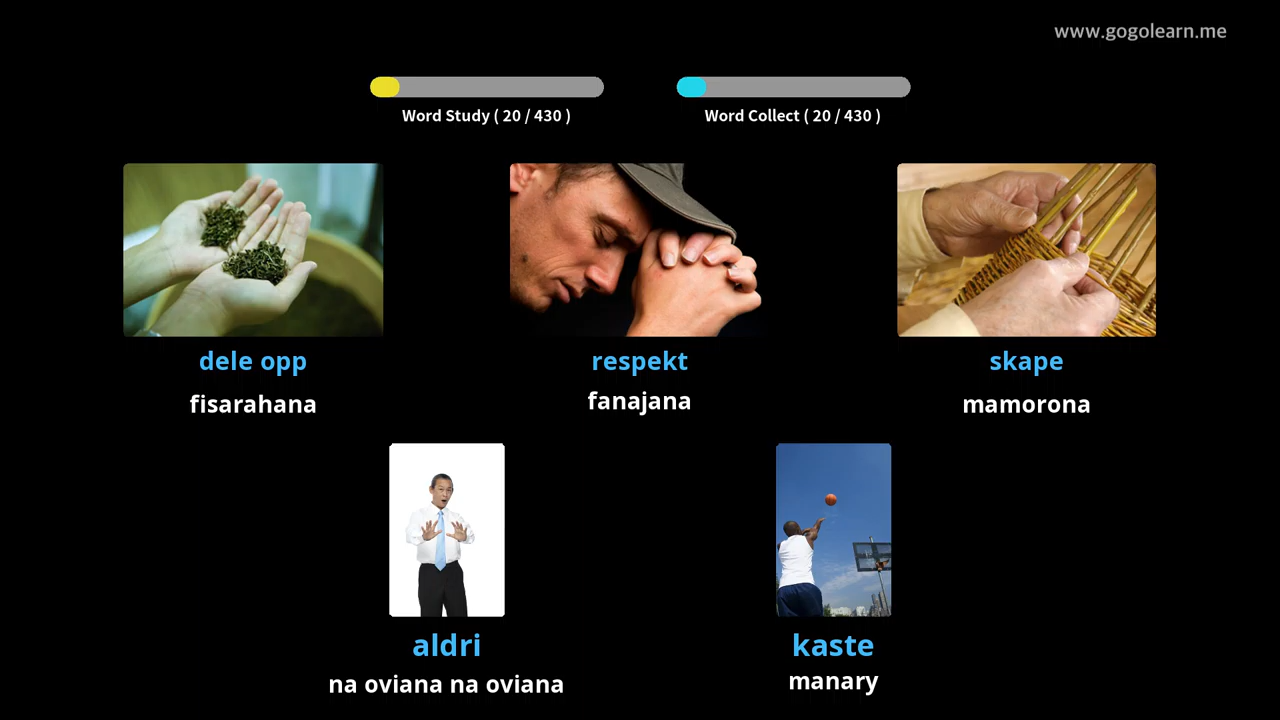 www.gogolearn.me
Word Study ( 20 / 430 )
Word Collect ( 20 / 430 )
dele opp
fisarahana
respekt
fanajana
skape
mamorona
aldri
na oviana na oviana
kaste
manary